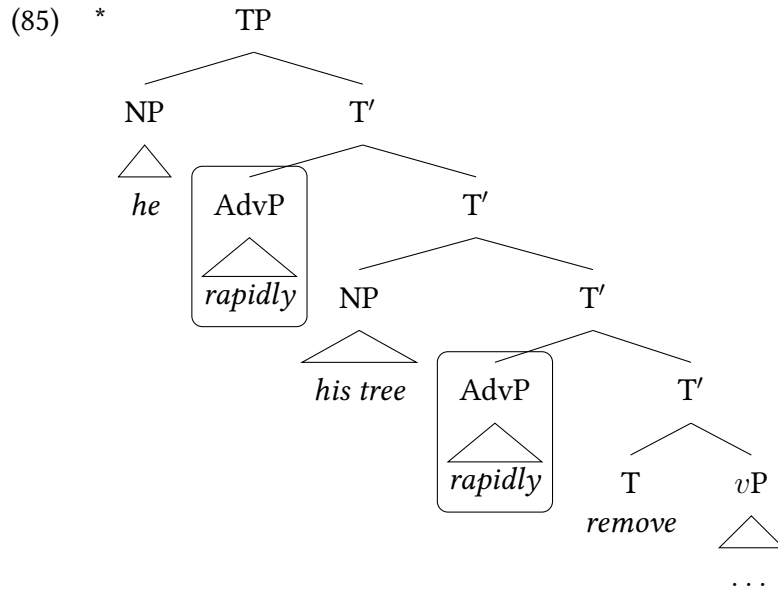 (85) * TP
NP T′
he AdvP T′
rapidly NP T′
his tree AdvP T′
rapidly T vP
remove
...